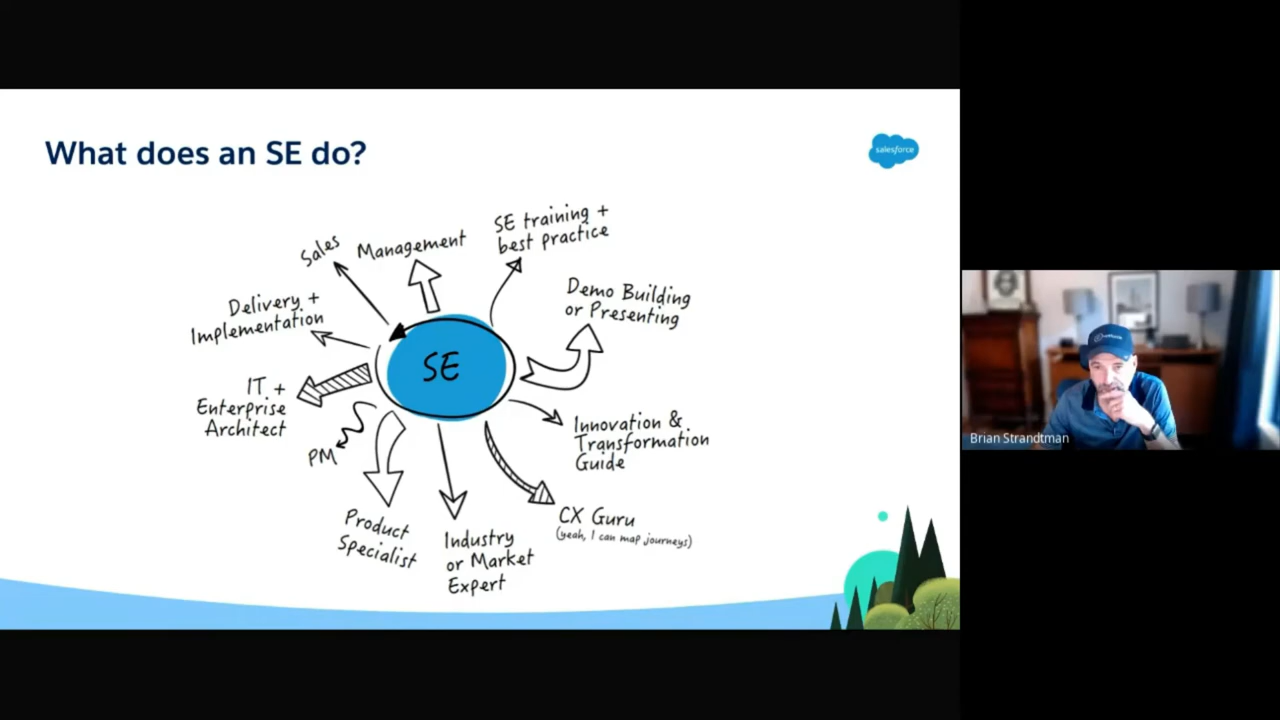 What does an SE do?
salesforce
Sales
Management
SE training +
best practice
Delivery +
Implementation
Demo Building
or Presenting
SE
IT +
Enterprise
Architect
PM
Innovation &
Transformation
Guide
Product
Specialist
Industry
or Market
Expert
CX Guru
(yeah, I can map journeys)
Brian Strandtman